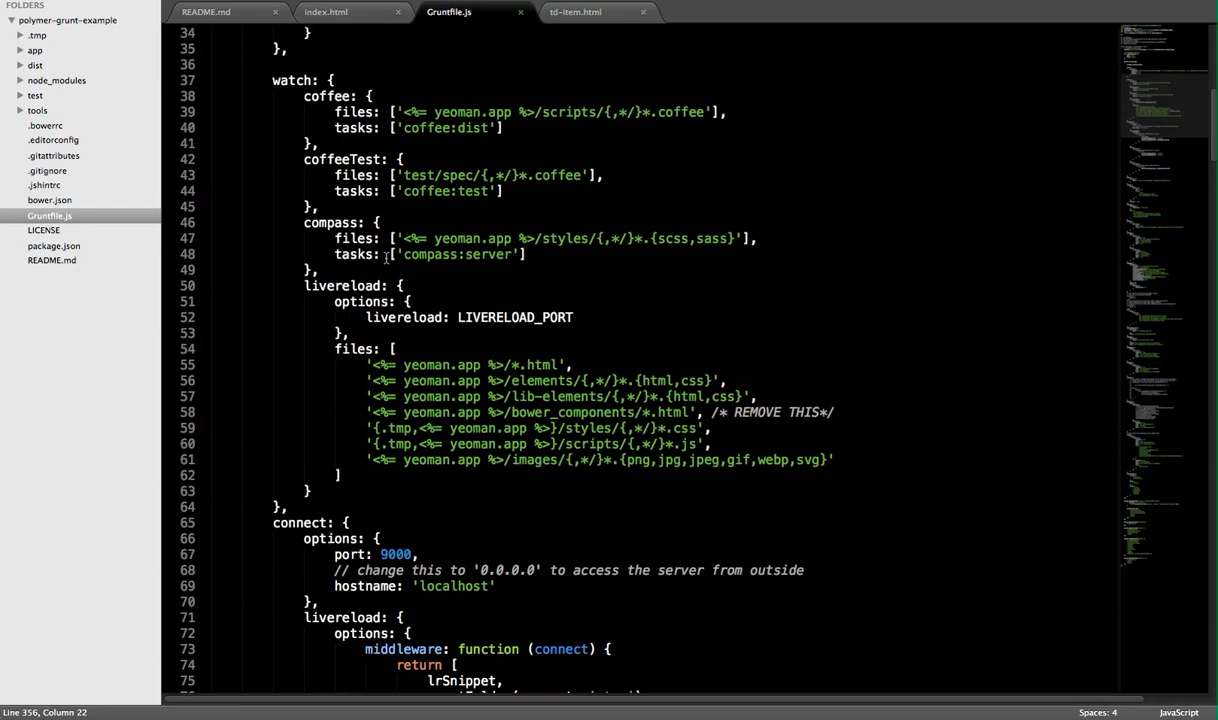 FOLDERS
polymer-grunt-example
.tmp
app
dist
node_modules
test
tools
.bowerrc
.editorconfig
.gitattributes
.gitignore
.jshintrc
bower.json
Gruntfile.js
LICENSE
package.json
README.md
README.md × index.html × Gruntfile.js × td-item.html ×
34 }
35 },
36
37 watch: {
38 coffee: {
39 files: ['<%= yeoman.app %>/scripts/{,*/}*.coffee'],
40 tasks: ['coffee:dist']
41 },
42 coffeeTest: {
43 files: ['test/spec/{,*/}*.coffee'],
44 tasks: ['coffee:test']
45 },
46 compass: {
47 files: ['<%= yeoman.app %>/styles/{,*/}*.{scss,sass}'],
48 tasks: ['compass:server']
49 },
50 livereload: {
51 options: {
52 livereload: LIVERELOAD_PORT
53 },
54 files: [
55 '<%= yeoman.app %>/*.html',
56 '<%= yeoman.app %>/elements/{,*/}*.{html,css}',
57 '<%= yeoman.app %>/lib-elements/{,*/}*.{html,css}',
58 '<%= yeoman.app %>/bower_components/*.html', /* REMOVE THIS*/
59 '{.tmp,<%= yeoman.app %>}/styles/{,*/}*.css',
60 '{.tmp,<%= yeoman.app %>}/scripts/{,*/}*.js',
61 '<%= yeoman.app %>/images/{,*/}*.{png,jpg,jpeg,gif,webp,svg}'
62 ]
63 }
64 },
65 connect: {
66 options: {
67 port: 9000,
68 // change this to '0.0.0.0' to access the server from outside
69 hostname: 'localhost'
70 },
71 livereload: {
72 options: {
73 middleware: function (connect) {
74 return [
75 lrSnippet,
Line 356, Column 22 Spaces: 4 JavaScript